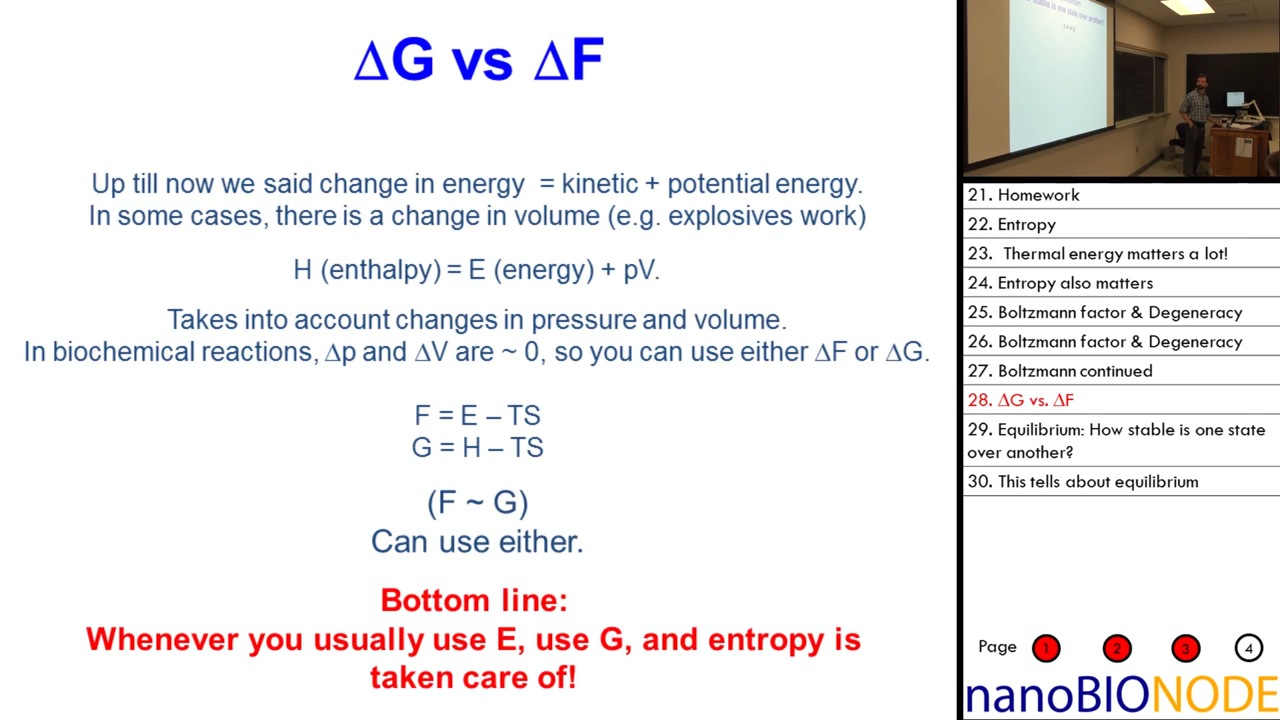 ΔG vs ΔF
Up till now we said change in energy = kinetic + potential energy.
In some cases, there is a change in volume (e.g. explosives work)
H (enthalpy) = E (energy) + pV.
Takes into account changes in pressure and volume.
In biochemical reactions, Δp and ΔV are ~ 0, so you can use either ΔF or ΔG.
F = E – TS
G = H – TS
(F ~ G)
Can use either.
Bottom line:
Whenever you usually use E, use G, and entropy is
taken care of!
stable is one state over another?
21. Homework
22. Entropy
23. Thermal energy matters a lot!
24. Entropy also matters
25. Boltzmann factor & Degeneracy
26. Boltzmann factor & Degeneracy
27. Boltzmann continued
28. ΔG vs. ΔF
29. Equilibrium: How stable is one state
over another?
30. This tells about equilibrium
Page 1 2 3 4
nanoBIONODE